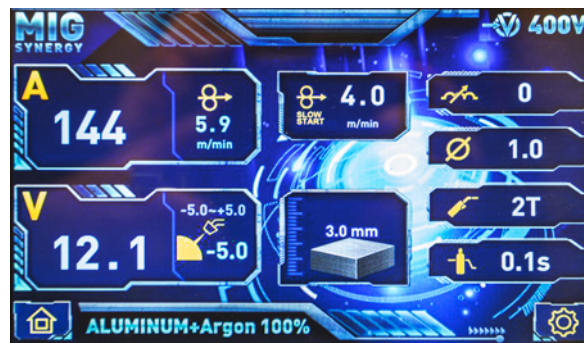 MIG
SYNERGY
400V
A
144
5.9
m/min
SLOW
START
4.0
m/min
0
1.0
V
12.1
-5.0~+5.0
-5.0
3.0 mm
2T
0.1s
ALUMINUM+Argon 100%